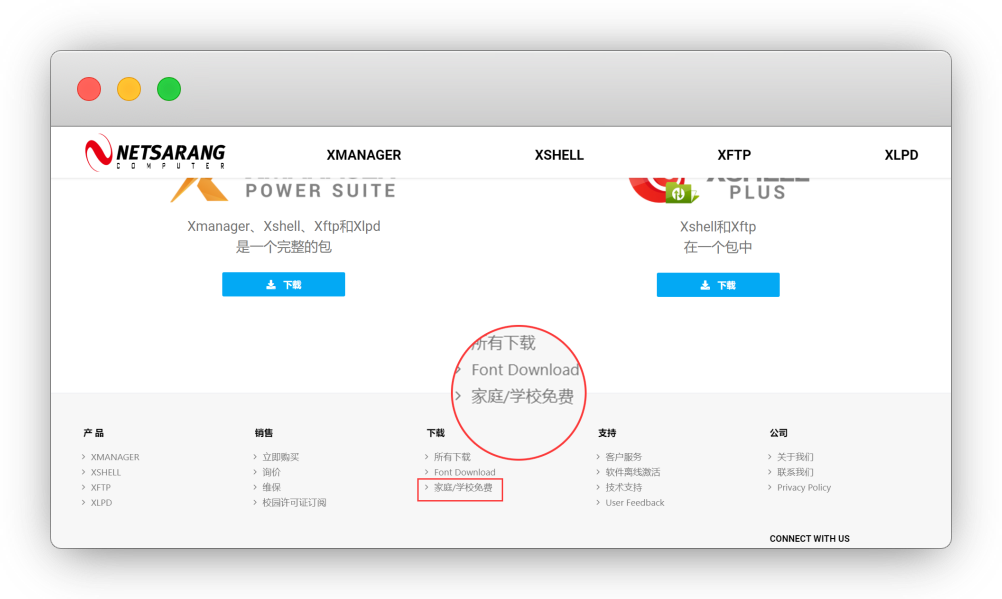 NETSARANG
COMPUTER
XMANAGER
XSHELL
XFTP
XLPD
POWER SUITE
Xmanager、Xshell、Xftp和Xlpd
是一个完整的包
下载
XSHELL
PLUS
Xshell和Xftp
在一个包中
下载
所有下载
Font Download
家庭/学校免费
产品
XMANAGER
XSHELL
XFTP
XLPD
销售
立即购买
询价
维保
校园许可证订阅
下载
所有下载
Font Download
家庭/学校免费
支持
客户服务
软件离线激活
技术支持
User Feedback
公司
关于我们
联系我们
Privacy Policy
CONNECT WITH US